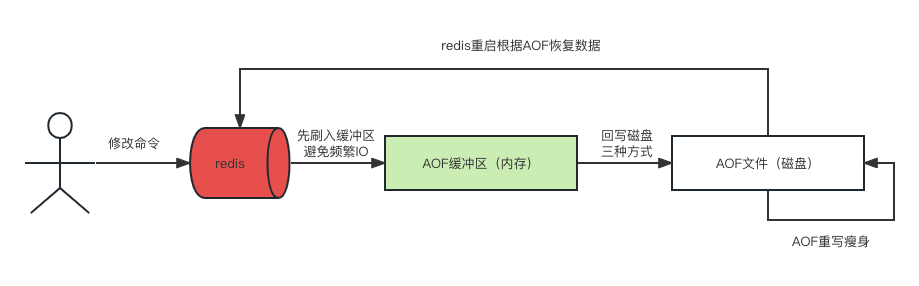 redis重启根据AOF恢复数据
修改命令
redis
先刷入缓冲区
避免频繁IO
AOF缓冲区（内存）
回写磁盘
三种方式
AOF文件（磁盘）
AOF重写瘦身